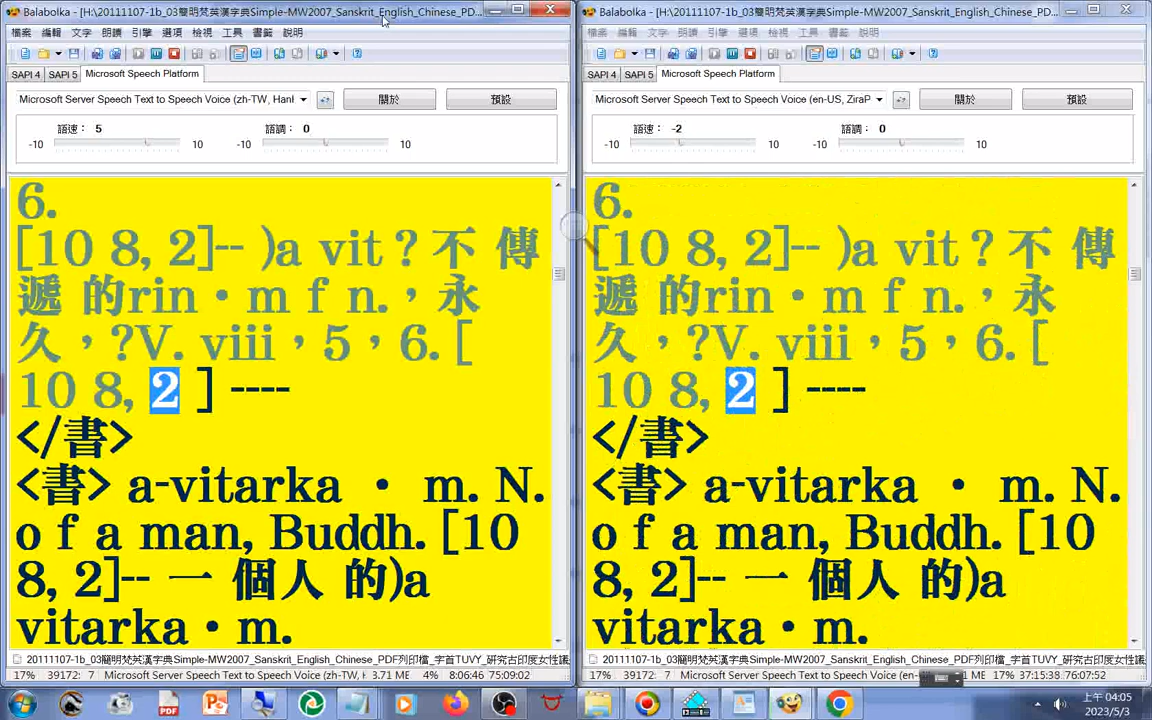 Balabolka - [H:\20111107-1b_03簡明梵英漢字典Simple-MW2007_Sanskrit_English_Chinese_PD...
檔案 編輯 文字 朗讀 引擎 選項 檢視 工具 書籤 說明
SAPI 4 SAPI 5 Microsoft Speech Platform
Microsoft Server Speech Text to Speech Voice (zh-TW, Han 關於 預設
語速： 5 語調： 0
-10 10 -10 10
6.
[10 8, 2]-- )a vit？不 傳
遞 的rin・m f n.，永
久，?V. viii，5，6. [
10 8, 2 ] ----
</書>
<書> a-vitarka ・ m. N.
o f a man, Buddh. [10
8, 2]-- 一 個人 的)a
vitarka・m.
20111107-1b_03簡明梵英漢字典Simple-MW2007_Sanskrit_English_Chinese_PDF列印檔_字首TUVY_研究古印度女性議
17% 39172: 7 Microsoft Server Speech Text to Speech Voice (zh-TW, H 3.71 MB 4% 8:06:46 75:09:02
Balabolka - [H:\20111107-1b_03簡明梵英漢字典Simple-MW2007_Sanskrit_English_Chinese_PD...
檔案 編輯 文字 朗讀 引擎 選項 檢視 工具 書籤 說明
SAPI 4 SAPI 5 Microsoft Speech Platform
Microsoft Server Speech Text to Speech Voice (en-US, ZiraP 關於 預設
語速： -2 語調： 0
-10 10 -10 10
6.
[10 8, 2]-- )a vit？不 傳
遞 的rin・m f n.，永
久，?V. viii，5，6. [
10 8, 2 ] ----
</書>
<書> a-vitarka ・ m. N.
o f a man, Buddh. [10
8, 2]-- 一 個人 的)a
vitarka・m.
20111107-1b_03簡明梵英漢字典Simple-MW2007_Sanskrit_English_Chinese_PDF列印檔_字首TUVY_研究古印度女性議
17% 39172: 7 Microsoft Server Speech Text to Speech Voice (en-US 17% 37:15:38 76:07:52
PDF
上午 04:05
2023/5/3